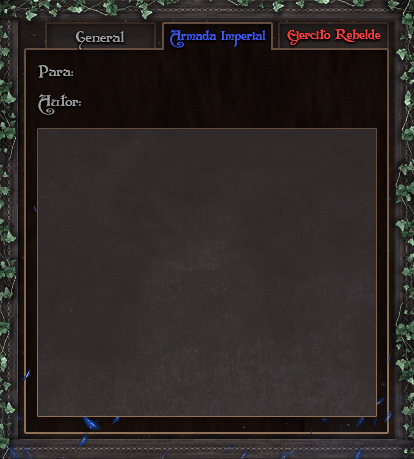 General
Armada Imperial
Ejercito Rebelde
Para:
Autor: